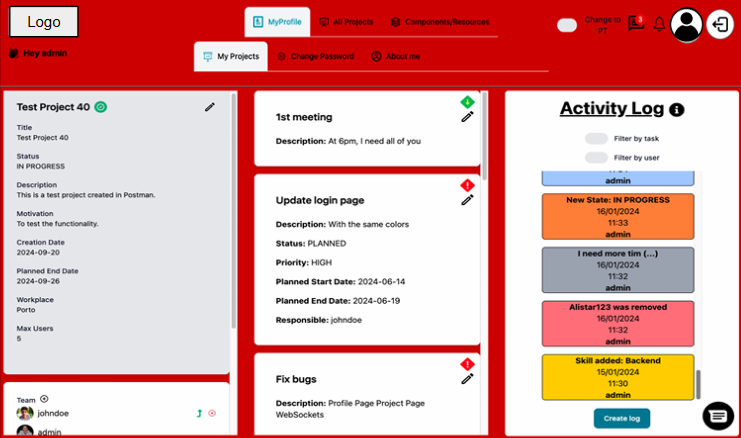 Logo
MyProfile
All Projects
Components/Resources
Change to
PT
3
Hey admin
My Projects
Change Password
About me
Test Project 40
Title
Test Project 40
Status
IN PROGRESS
Description
This is a test project created in Postman.
Motivation
To test the functionality.
Creation Date
2024-09-20
Planned End Date
2024-09-26
Workplace
Porto
Max Users
5
Team
johndoe
admin
1st meeting
Description: At 6pm, I need all of you
Update login page
Description: With the same colors
Status: PLANNED
Priority: HIGH
Planned Start Date: 2024-06-14
Planned End Date: 2024-06-19
Responsible: johndoe
Fix bugs
Description: Profile Page Project Page
WebSockets
Activity Log
Filter by task
Filter by user
admin
New State: IN PROGRESS
16/01/2024
11:33
admin
I need more tim (...)
16/01/2024
11:32
admin
Alistar123 was removed
16/01/2024
11:32
admin
Skill added: Backend
15/01/2024
11:30
admin
Create log